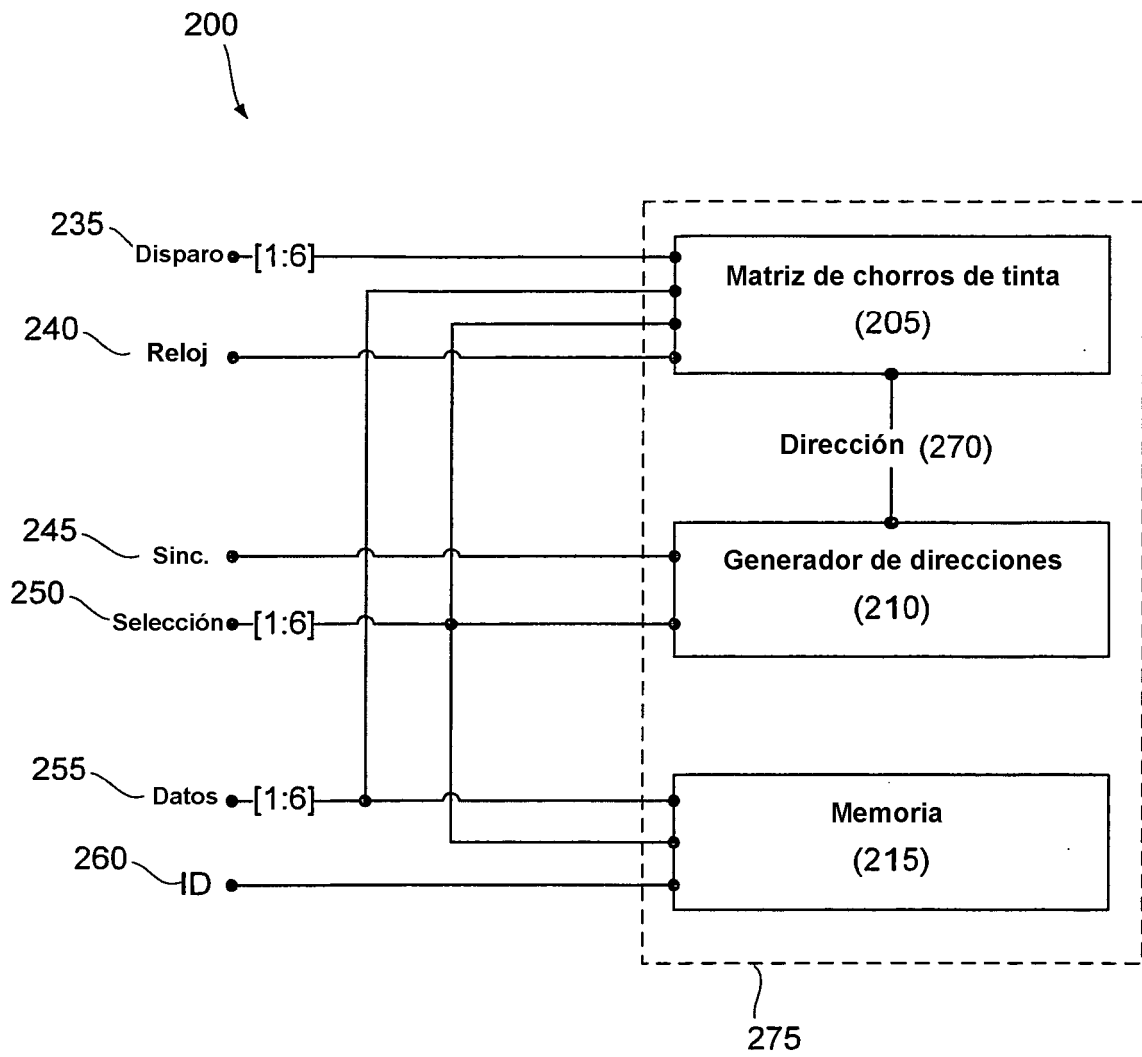 200
235
Disparo [1:6]
Matriz de chorros de tinta
(205)
240
Reloj
Dirección (270)
245
Sinc.
Generador de direcciones
(210)
250
Selección [1:6]
255
Datos [1:6]
Memoria
(215)
260
ID
275